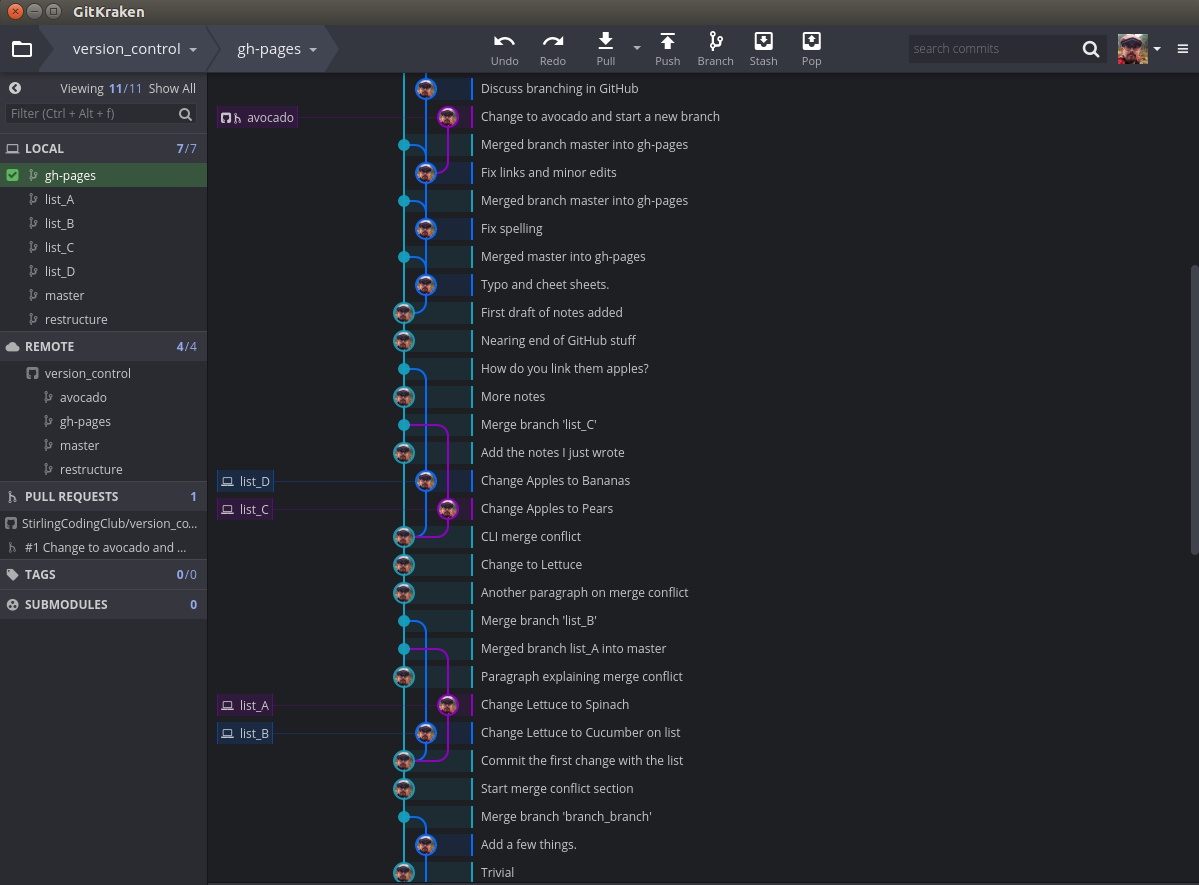 GitKraken
version_control
gh-pages
Undo
Redo
Pull
Push
Branch
Stash
Pop
search commits
Viewing 11/11 Show All
Filter (Ctrl + Alt + f)
LOCAL 7/7
gh-pages
list_A
list_B
list_C
list_D
master
restructure
REMOTE 4/4
version_control
avocado
gh-pages
master
restructure
PULL REQUESTS 1
StirlingCodingClub/version_co...
#1 Change to avocado and ...
TAGS 0/0
SUBMODULES 0
Discuss branching in GitHub
avocado Change to avocado and start a new branch
Merged branch master into gh-pages
Fix links and minor edits
Merged branch master into gh-pages
Fix spelling
Merged master into gh-pages
Typo and cheet sheets.
First draft of notes added
Nearing end of GitHub stuff
How do you link them apples?
More notes
Merge branch 'list_C'
Add the notes I just wrote
list_D Change Apples to Bananas
list_C Change Apples to Pears
CLI merge conflict
Change to Lettuce
Another paragraph on merge conflict
Merge branch 'list_B'
Merged branch list_A into master
Paragraph explaining merge conflict
list_A Change Lettuce to Spinach
list_B Change Lettuce to Cucumber on list
Commit the first change with the list
Start merge conflict section
Merge branch 'branch_branch'
Add a few things.
Trivial